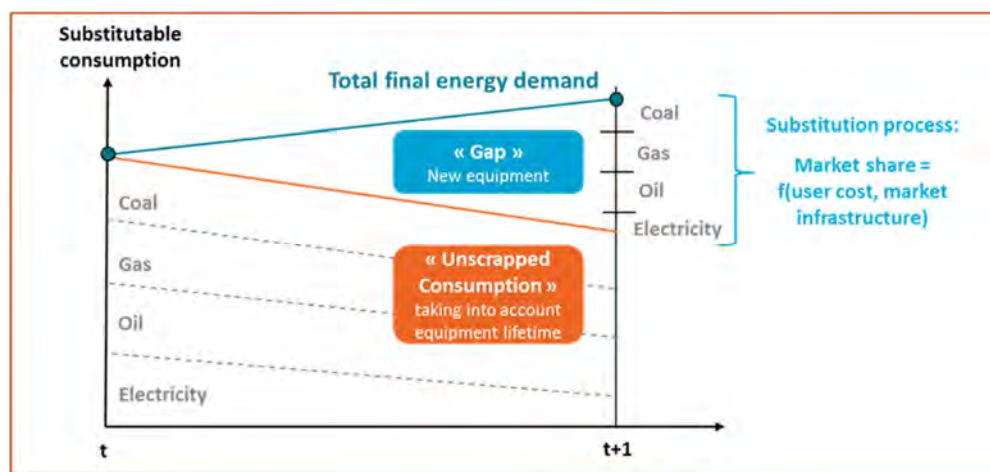 Substitutable
consumption
Total final energy demand
Coal
« Gap »
New equipment
Gas
Substitution process:
Market share =
f(user cost, market
infrastructure)
Oil
Coal
Electricity
« Unscrapped
Consumption »
taking into account
equipment lifetime
Gas
Oil
Electricity
t
t+1